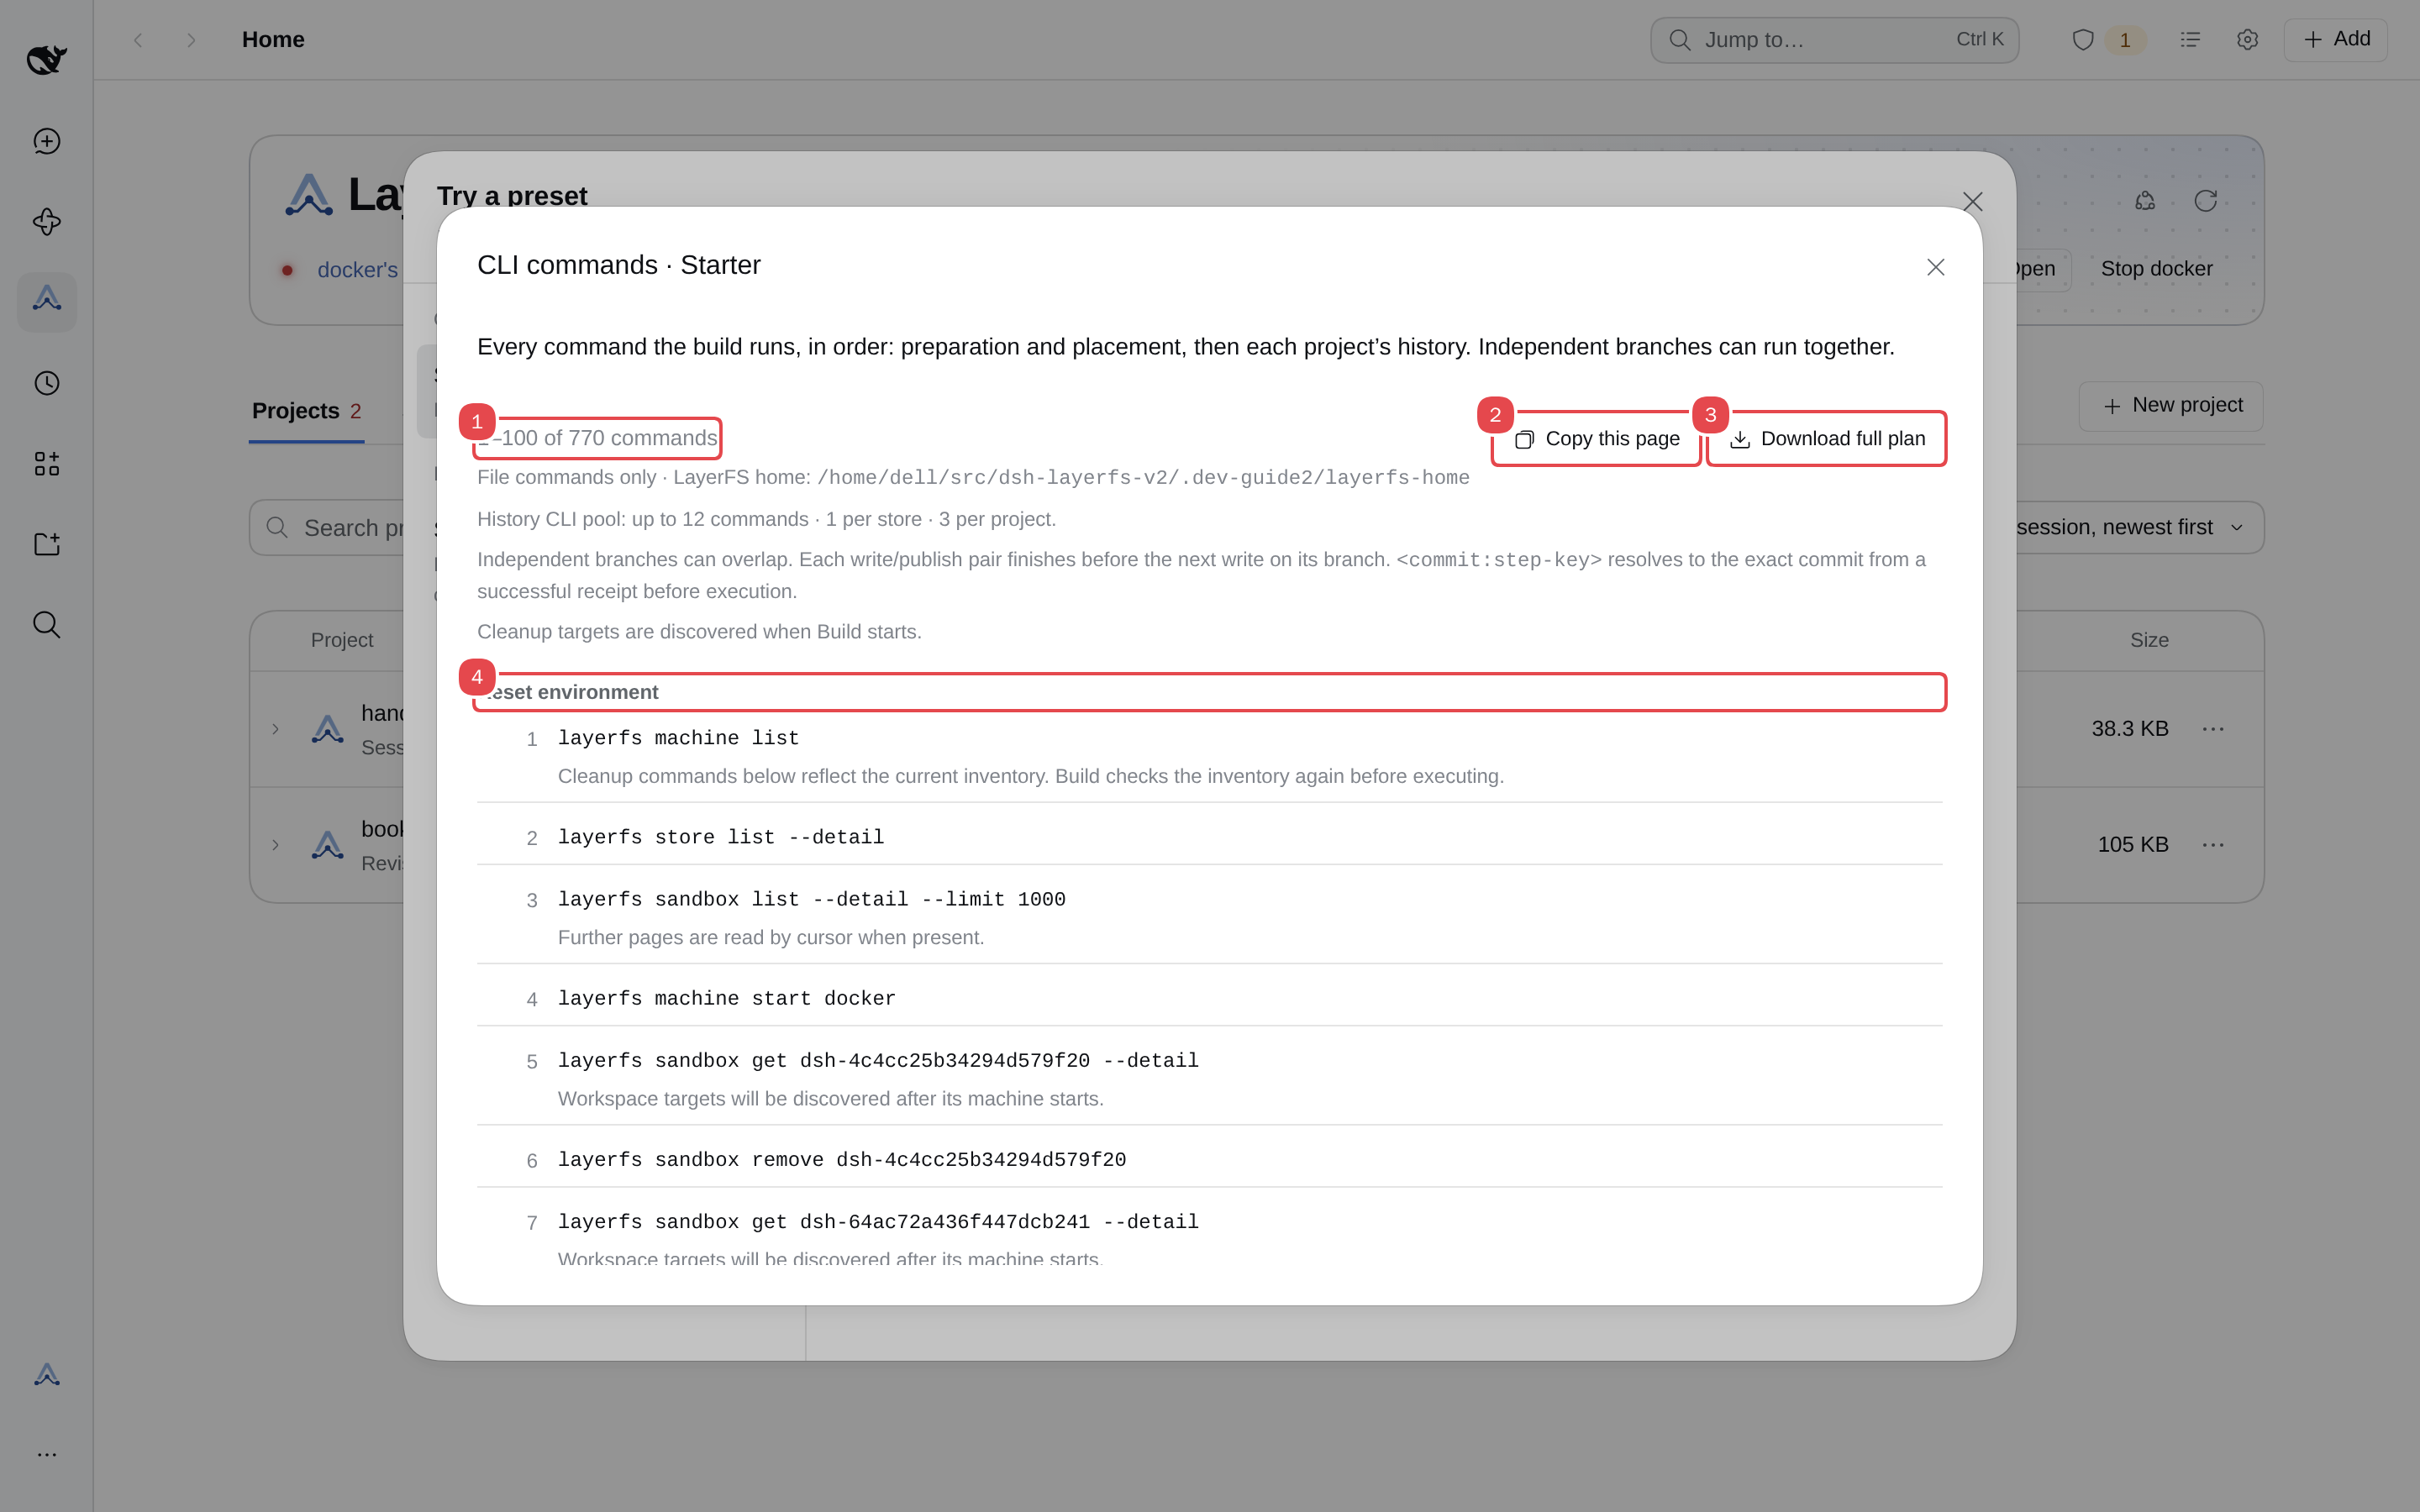 Home
Jump to…
Ctrl K
1
Add
Try a preset
docker's
Stop docker
CLI commands · Starter
Every command the build runs, in order: preparation and placement, then each project’s history. Independent branches can run together.
Projects 2
New project
1
2
3
–100 of 770 commands
Copy this page
Download full plan
File commands only · LayerFS home: /home/dell/src/dsh-layerfs-v2/.dev-guide2/layerfs-home
History CLI pool: up to 12 commands · 1 per store · 3 per project.
Search
session, newest first
Independent branches can overlap. Each write/publish pair finishes before the next write on its branch. <commit:step-key> resolves to the exact commit from a
successful receipt before execution.
Cleanup targets are discovered when Build starts.
Project
Size
4
eset environment
1 layerfs machine list
Cleanup commands below reflect the current inventory. Build checks the inventory again before executing.
38.3 KB
2 layerfs store list --detail
book
105 KB
3 layerfs sandbox list --detail --limit 1000
Further pages are read by cursor when present.
4 layerfs machine start docker
5 layerfs sandbox get dsh-4c4cc25b34294d579f20 --detail
Workspace targets will be discovered after its machine starts.
6 layerfs sandbox remove dsh-4c4cc25b34294d579f20
7 layerfs sandbox get dsh-64ac72a436f447dcb241 --detail
Workspace targets will be discovered after its machine starts.